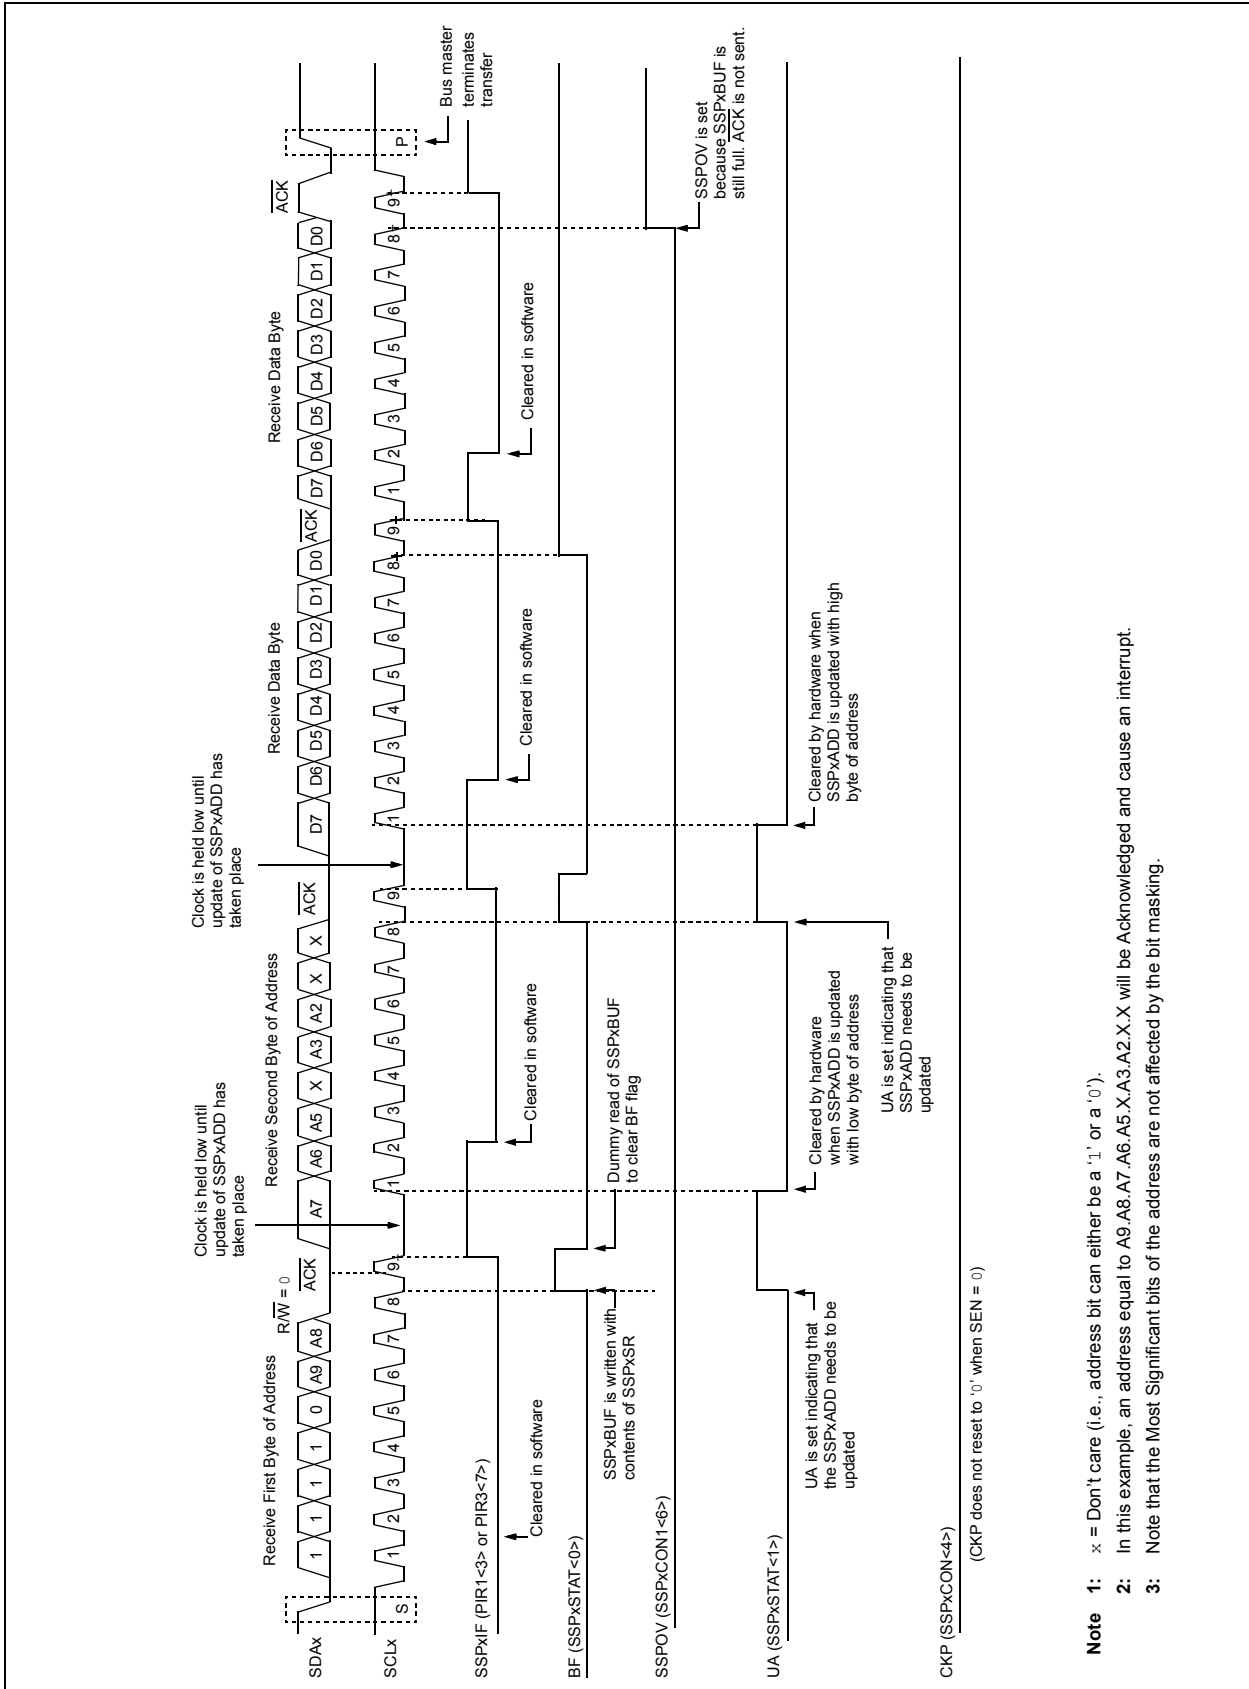 Clock is held low until
update of SSPxADD has
taken place
Clock is held low until
update of SSPxADD has
taken place
Receive First Byte of Address
R/W = 0
ACK
Receive Second Byte of Address
ACK
Receive Data Byte
ACK
Receive Data Byte
ACK
SDAx
1 1 1 1 0 A9 A8 A7 A6 A5 X A3 A2 X X D7 D6 D5 D4 D3 D2 D1 D0 D7 D6 D5 D4 D3 D2 D1 D0
SCLx
S 1 2 3 4 5 6 7 8 9 1 2 3 4 5 6 7 8 9 1 2 3 4 5 6 7 8 9 1 2 3 4 5 6 7 8 9 P
Bus master
terminates
transfer
SSPxIF (PIR1<3> or PIR3<7>)
Cleared in software
Cleared in software
Cleared in software
Cleared in software
BF (SSPxSTAT<0>)
SSPxBUF is written with
contents of SSPxSR
Dummy read of SSPxBUF
to clear BF flag
SSPOV (SSPxCON1<6>)
SSPOV is set
because SSPxBUF is
still full. ACK is not sent.
UA (SSPxSTAT<1>)
UA is set indicating that
the SSPxADD needs to be
updated
Cleared by hardware
when SSPxADD is updated
with low byte of address
UA is set indicating that
SSPxADD needs to be
updated
Cleared by hardware when
SSPxADD is updated with high
byte of address
CKP (SSPxCON<4>)
(CKP does not reset to ‘0’ when SEN = 0)
Note 1: x = Don’t care (i.e., address bit can either be a ‘1’ or a ‘0’).
2: In this example, an address equal to A9.A8.A7.A6.A5.X.A3.A2.X.X will be Acknowledged and cause an interrupt.
3: Note that the Most Significant bits of the address are not affected by the bit masking.